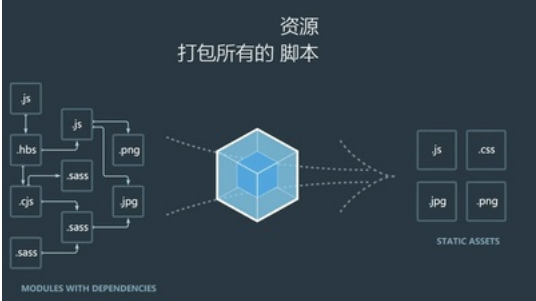 资源
打包所有的 脚本
.js
.js
.hbs
.png
.sass
.cjs
.jpg
.sass
.sass
MODULES WITH DEPENDENCIES
.js
.css
.jpg
.png
STATIC ASSETS